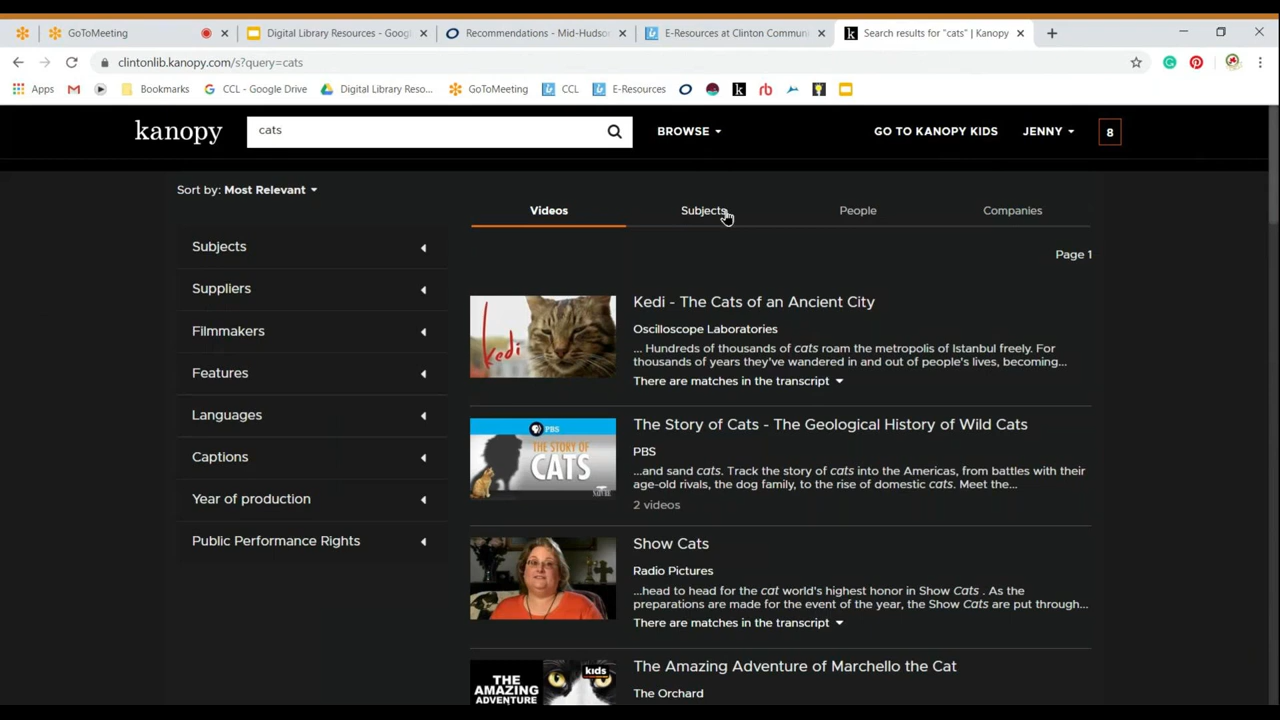 GoToMeeting
Digital Library Resources - Goog
Recommendations - Mid-Hudso
E-Resources at Clinton Commun
Search results for "cats" | Kanopy
clintonlib.kanopy.com/s?query=cats
Apps
Bookmarks
CCL - Google Drive
Digital Library Reso...
GoToMeeting
CCL
E-Resources
k
rb
kanopy
cats
BROWSE
GO TO KANOPY KIDS
JENNY
8
Sort by: Most Relevant
Videos
Subjects
People
Companies
Page 1
Subjects
Suppliers
Filmmakers
Features
Languages
Captions
Year of production
Public Performance Rights
kedi
Kedi - The Cats of an Ancient City
Oscilloscope Laboratories
... Hundreds of thousands of cats roam the metropolis of Istanbul freely. For
thousands of years they've wandered in and out of people's lives, becoming...
There are matches in the transcript
PBS
THE STORY OF
CATS
NATURE
The Story of Cats - The Geological History of Wild Cats
PBS
...and sand cats. Track the story of cats into the Americas, from battles with their
age-old rivals, the dog family, to the rise of domestic cats. Meet the...
2 videos
Show Cats
Radio Pictures
...head to head for the cat world's highest honor in Show Cats . As the
preparations are made for the event of the year, the Show Cats are put through...
There are matches in the transcript
THE
AMAZING
ADVENTURE
kids
The Amazing Adventure of Marchello the Cat
The Orchard